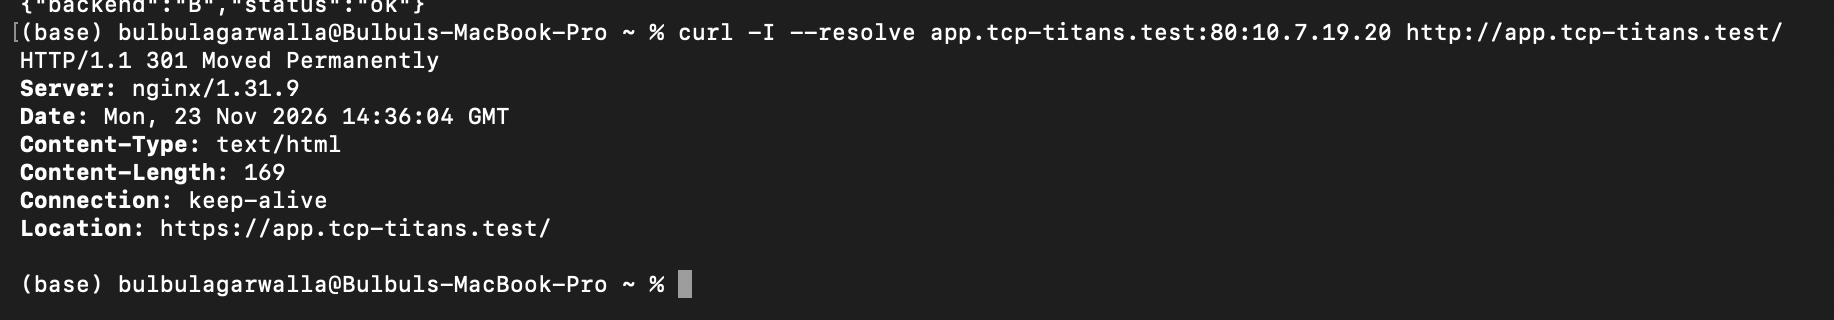 {"backend":"B","status":"ok"}
[(base) bulbulagarwalla@Bulbuls-MacBook-Pro ~ % curl -I --resolve app.tcp-titans.test:80:10.7.19.20 http://app.tcp-titans.test/
HTTP/1.1 301 Moved Permanently
Server: nginx/1.31.9
Date: Mon, 23 Nov 2026 14:36:04 GMT
Content-Type: text/html
Content-Length: 169
Connection: keep-alive
Location: https://app.tcp-titans.test/
(base) bulbulagarwalla@Bulbuls-MacBook-Pro ~ %